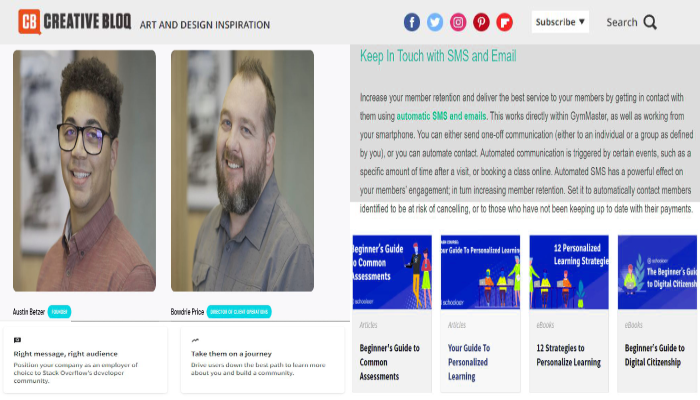 CB CREATIVE BLOQ ART AND DESIGN INSPIRATION
Subscribe ▼
Search
Keep In Touch with SMS and Email
Increase your member retention and deliver the best service to your members by getting in contact with
them using automatic SMS and emails. This works directly within GymMaster, as well as working from
your smartphone. You can either send one-off communication (either to an individual or a group as defined
by you), or you can automate contact. Automated communication is triggered by certain events, such as a
specific amount of time after a visit, or booking a class online. Automated SMS has a powerful effect on
your members' engagement; in turn increasing member retention. Set it to automatically contact members
identified to be at risk of cancelling, or to those who have not been keeping up to date with their payments.
Austin Betzer FOUNDER
Bowdrie Price DIRECTOR OF CLIENT OPERATIONS
Right message, right audience
Position your company as an employer of
choice to Stack Overflow's developer
community.
Take them on a journey
Drive users down the best path to learn more
about you and build a community.
Beginner's Guide
to Common
Assessments
schooloer
Articles
Beginner's Guide to
Common
Assessments
our Guide To Personalized Learnin
schooloer
Articles
Your Guide To
Personalized
Learning
12 Personalized
Learning Strategie
eBooks
12 Strategies to
Personalize Learning
schooloer
The Beginner's Guid
to Digital Citizensh
eBooks
Beginner's Guide to
Digital Citizenship